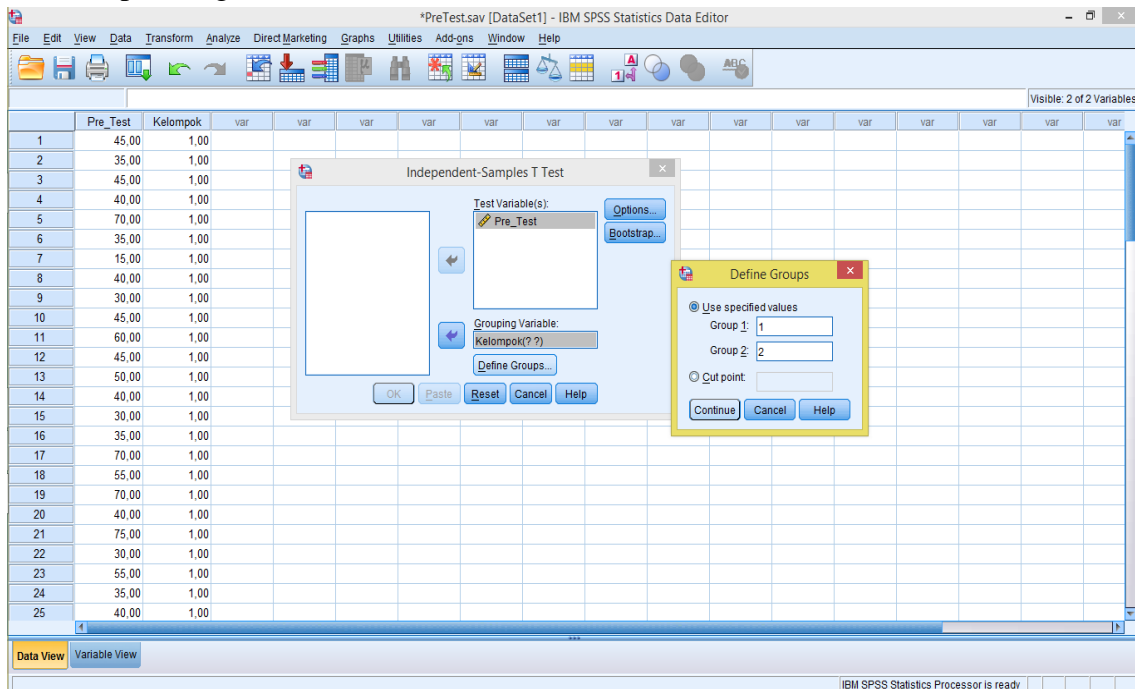 *PreTest.sav [DataSet1] - IBM SPSS Statistics Data Editor
File Edit View Data Transform Analyze Direct Marketing Graphs Utilities Add-ons Window Help
Visible: 2 of 2 Variables
Pre_Test Kelompok var var var var var var var var var var var var var var
1 45,00 1,00
2 35,00 1,00
3 45,00 1,00
4 40,00 1,00
5 70,00 1,00
6 35,00 1,00
7 15,00 1,00
8 40,00 1,00
9 30,00 1,00
10 45,00 1,00
11 60,00 1,00
12 45,00 1,00
13 50,00 1,00
14 40,00 1,00
15 30,00 1,00
16 35,00 1,00
17 70,00 1,00
18 55,00 1,00
19 70,00 1,00
20 40,00 1,00
21 75,00 1,00
22 30,00 1,00
23 55,00 1,00
24 35,00 1,00
25 40,00 1,00
Independent-Samples T Test
Test Variable(s):
Pre_Test
Options...
Bootstrap...
Grouping Variable:
Kelompok(? ?)
Define Groups...
OK Paste Reset Cancel Help
Define Groups
Use specified values
Group 1: 1
Group 2: 2
Cut point:
Continue Cancel Help
Data View Variable View
IBM SPSS Statistics Processor is ready